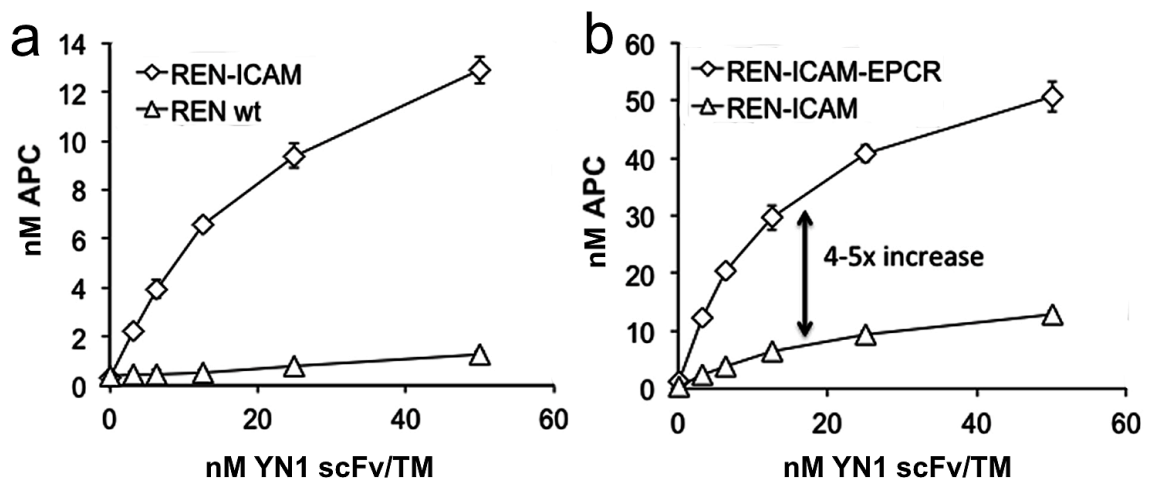 a
14
12
10
8
6
4
2
0
nM APC
REN-ICAM
REN wt
0 20 40 60
nM YN1 scFv/TM
b
60
50
40
30
20
10
0
nM APC
REN-ICAM-EPCR
REN-ICAM
4-5x increase
0 20 40 60
nM YN1 scFv/TM